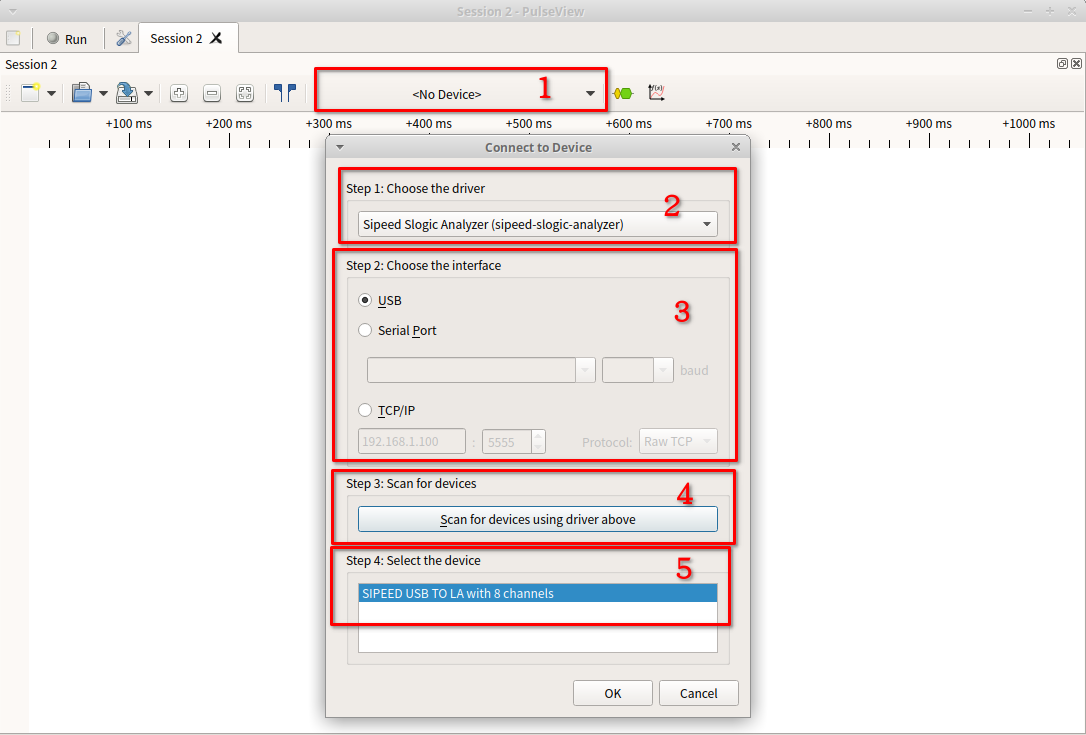 Session 2 - PulseView
Run
Session 2
Session 2
<No Device>
1
f(x)
+100 ms +200 ms +300 ms +400 ms +500 ms +600 ms +700 ms +800 ms +900 ms +1000 ms
Connect to Device
Step 1: Choose the driver
2
Sipeed Slogic Analyzer (sipeed-slogic-analyzer)
Step 2: Choose the interface
USB
3
Serial Port
baud
TCP/IP
192.168.1.100 : 5555 Protocol: Raw TCP
Step 3: Scan for devices
4
Scan for devices using driver above
Step 4: Select the device
5
SIPEED USB TO LA with 8 channels
OK Cancel